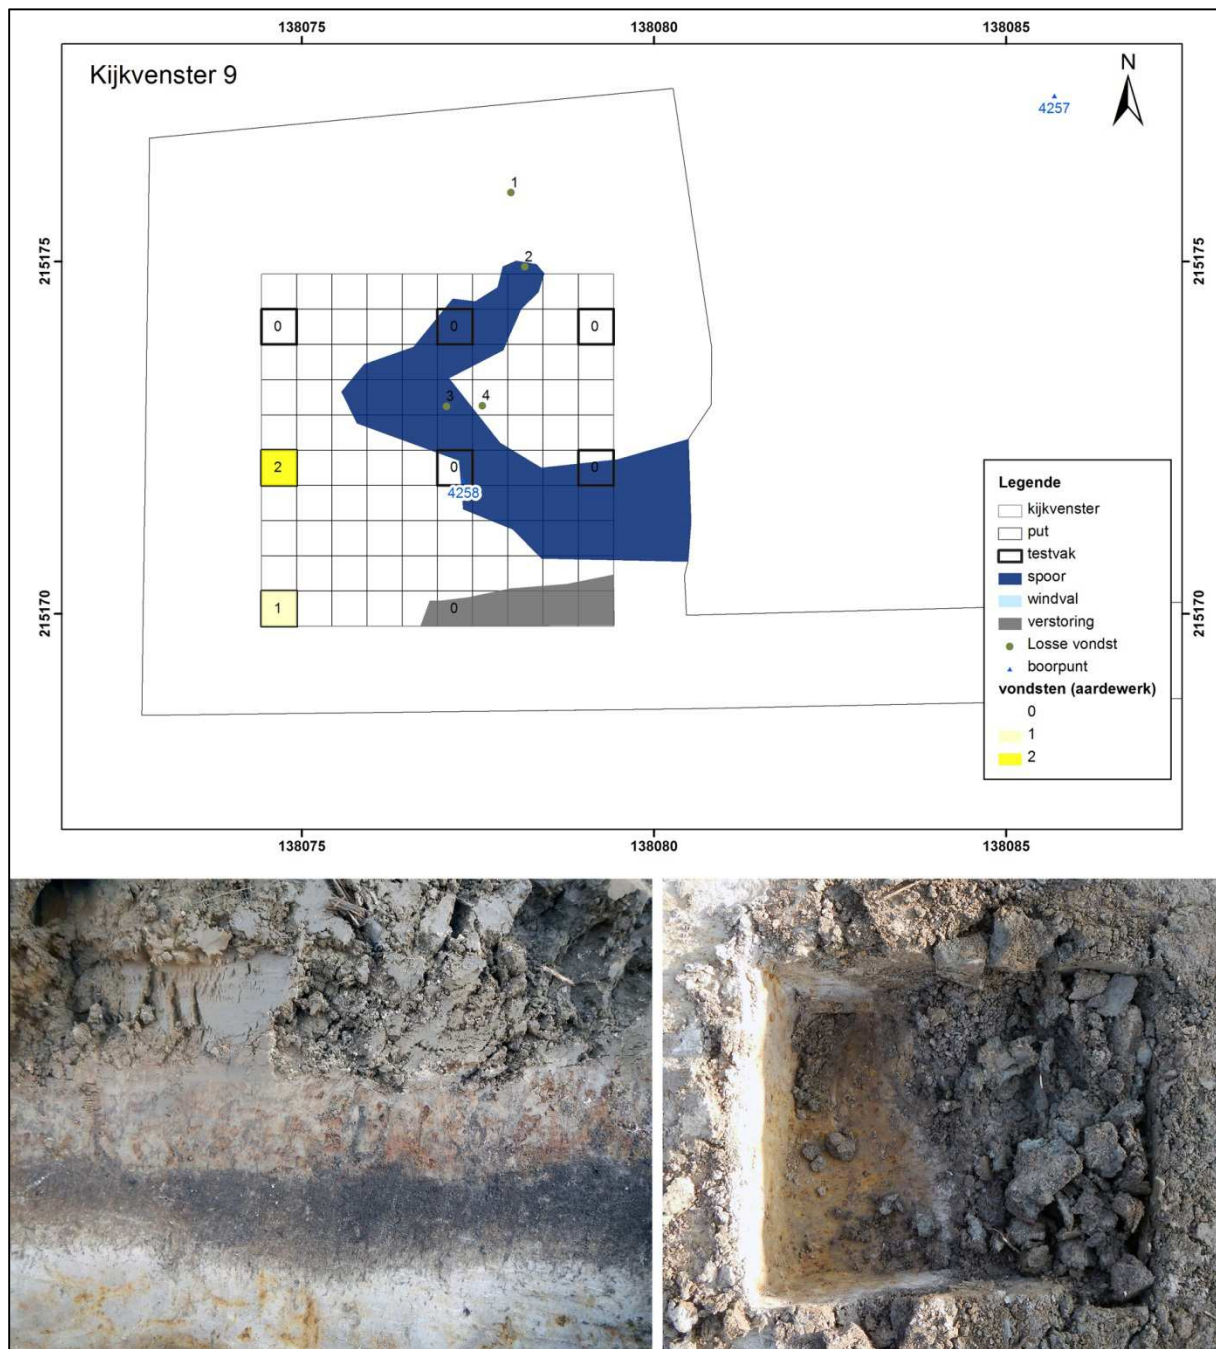 138075
138080
138085
Kijkvenster 9
N
4257
1
215175
215175
2
0
0
0
3
4
2
0
0
4258
Legende
kijkvenster
put
testvak
spoor
windval
verstoring
Losse vondst
boorpunt
vondsten (aardewerk)
0
1
2
1
0
215170
215170
138075
138080
138085